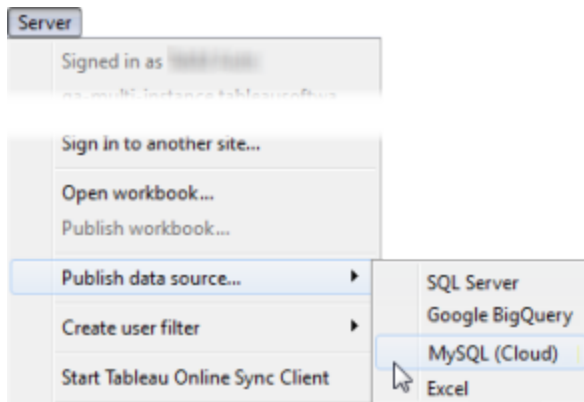 Server
Signed in as
Sign In to another site...
Open workbook...
Publish workbook...
Publish data source...
SQL Server
Google BigQuery
Create user filter
MySQL (Cloud)
Start Tableau Online Sync Client
Excel